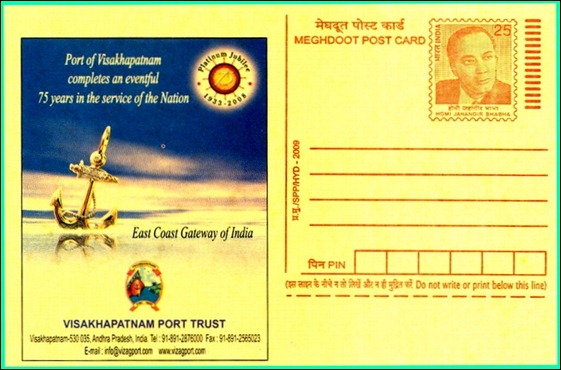 Port of Visakhapatnam
completes an eventful
75 years in the service of the Nation
Platinum Jubilee
1933-2008
East Coast Gateway of India
VISAKHAPATNAM PORT TRUST
Visakhapatnam-530 035, Andhra Pradesh, India Tel : 91-891-2876000 Fax : 91-891-2565023
E-mail : info@vizagport.com www.vizagport.com
मेघदूत पोस्ट कार्ड
MEGHDOOT POST CARD
भारत INDIA
25
होमी जहाँगीर भाभा
HOMI JAHANGIR BHABHA
प्र.मु./SPP/HYD - 2009
पिन PIN
(इस लाइन के नीचे न तो लिखें और न ही मुद्रित करें Do not write or print below this line)